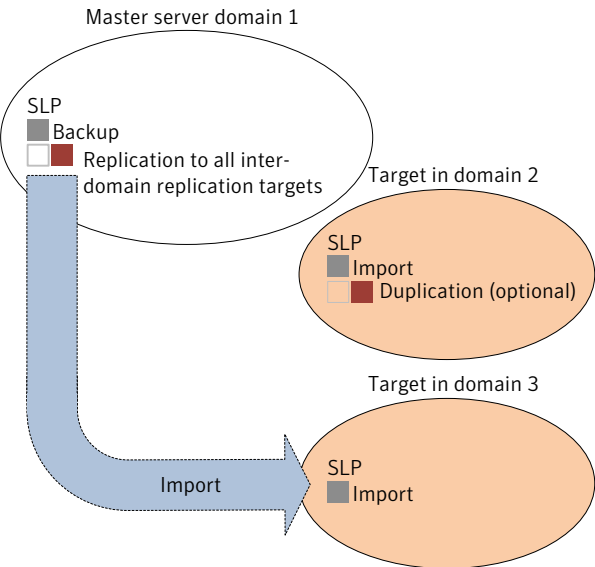 Master server domain 1
SLP
Backup
Replication to all inter-
domain replication targets
Target in domain 2
SLP
Import
Duplication (optional)
Target in domain 3
SLP
Import
Import